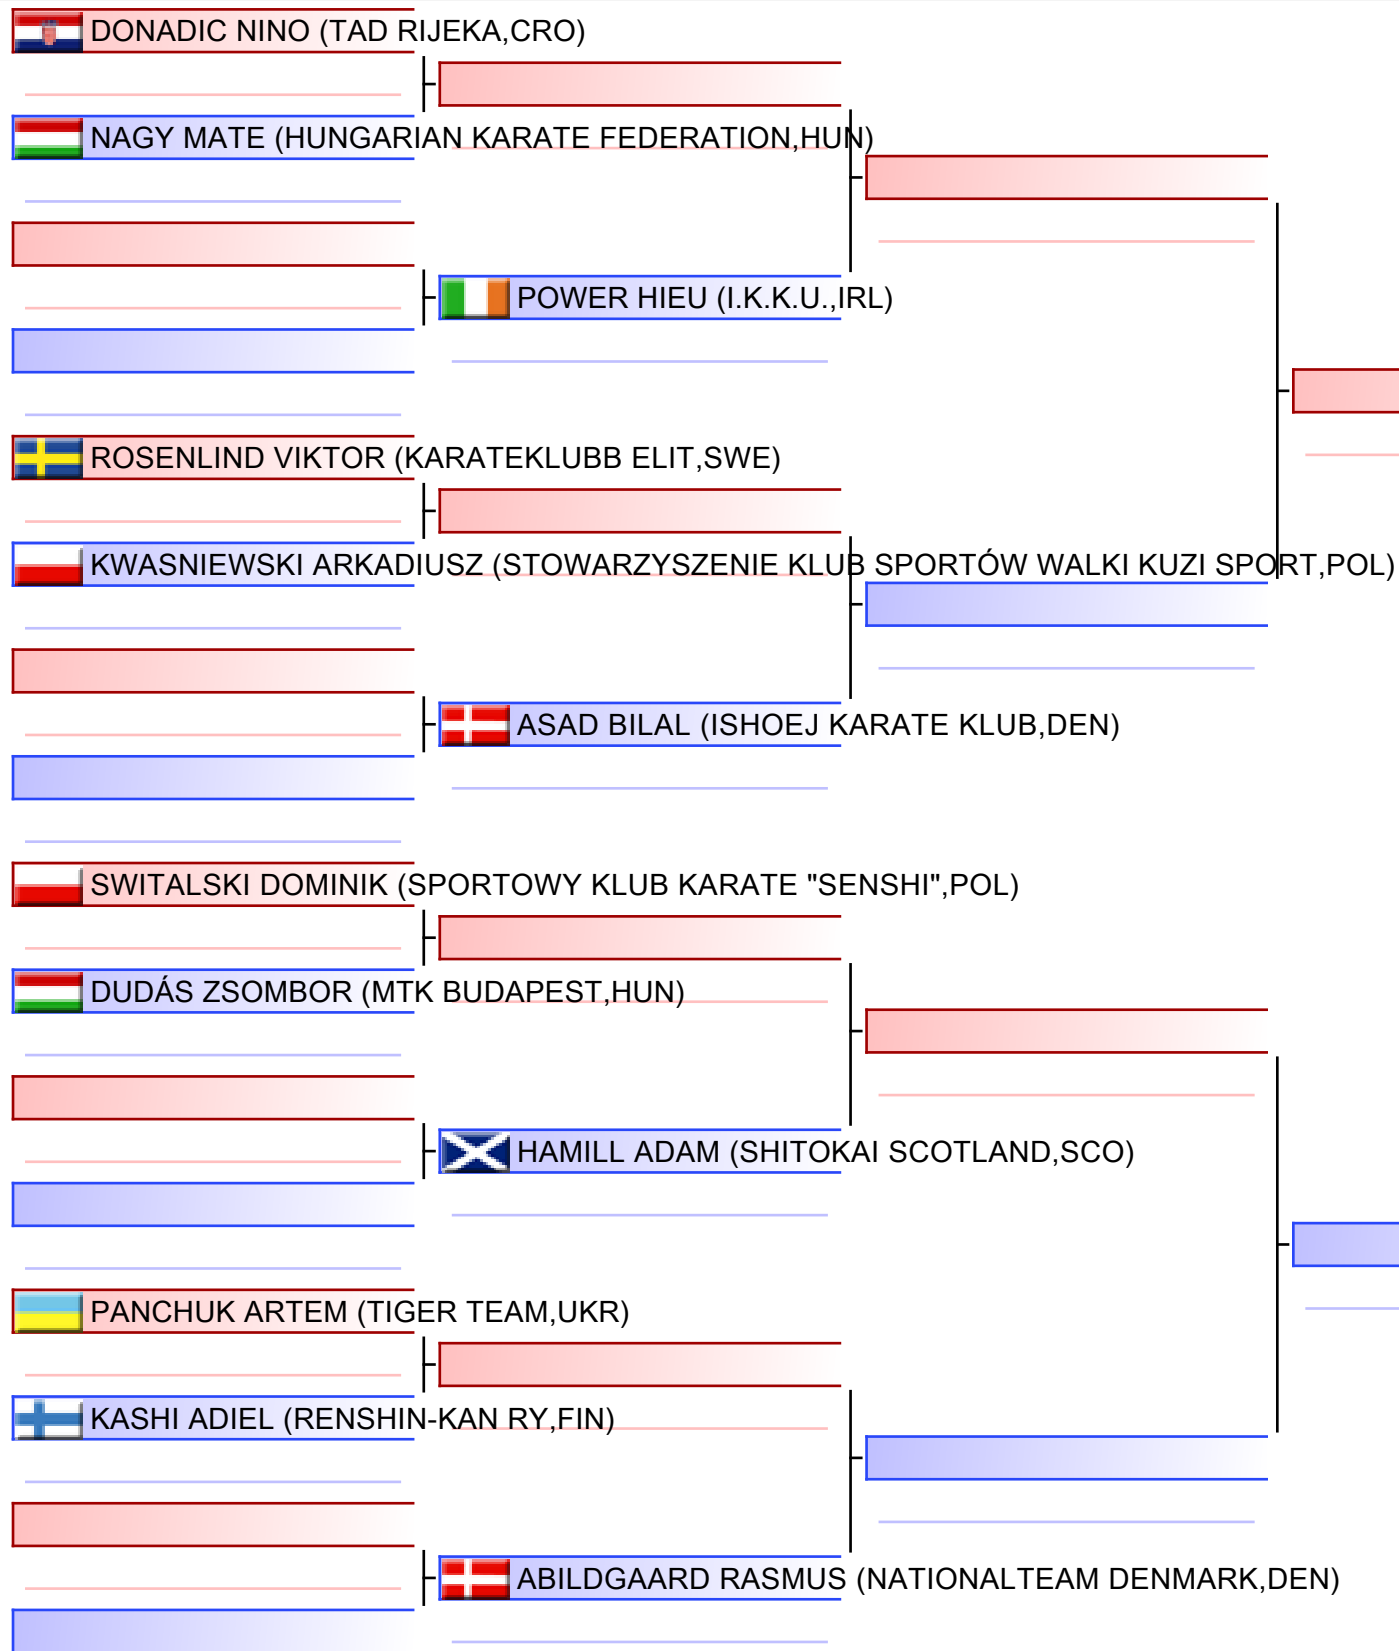 DONADIC NINO (TAD RIJEKA,CRO)
NAGY MATE (HUNGARIAN KARATE FEDERATION,HUN)
POWER HIEU (I.K.K.U.,IRL)
ROSENLIND VIKTOR (KARATEKLUBB ELIT,SWE)
KWASNIEWSKI ARKADIUSZ (STOWARZYSZENIE KLUB SPORTÓW WALKI KUZI SPORT,POL)
ASAD BILAL (ISHOEJ KARATE KLUB,DEN)
SWITALSKI DOMINIK (SPORTOWY KLUB KARATE "SENSHI",POL)
DUDÁS ZSOMBOR (MTK BUDAPEST,HUN)
HAMILL ADAM (SHITOKAI SCOTLAND,SCO)
PANCHUK ARTEM (TIGER TEAM,UKR)
KASHI ADIEL (RENSHIN-KAN RY,FIN)
ABILDGAARD RASMUS (NATIONALTEAM DENMARK,DEN)